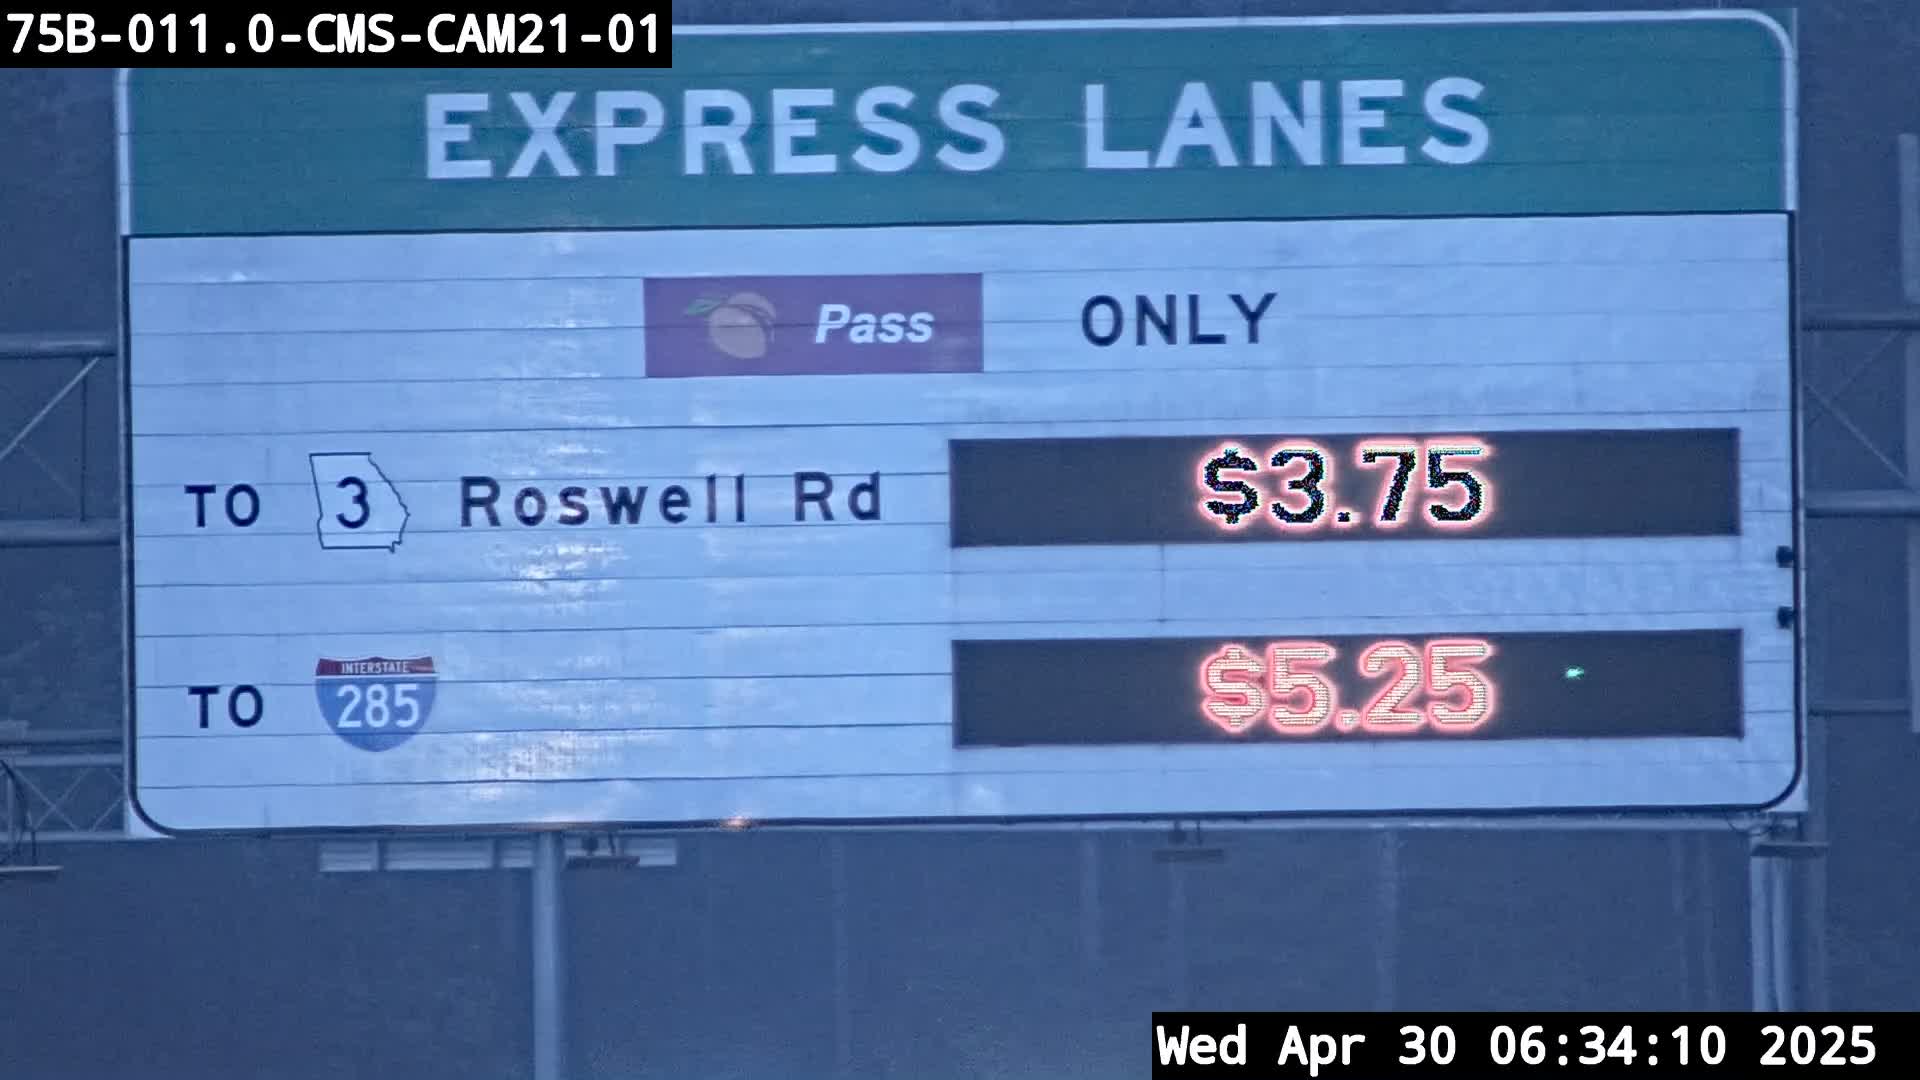 75B-011.0-CMS-CAM21-01
EXPRESS LANES
Pass ONLY
TO 3 Roswell Rd $3.75
TO INTERSTATE 285 $5.25
Wed Apr 30 06:34:10 2025